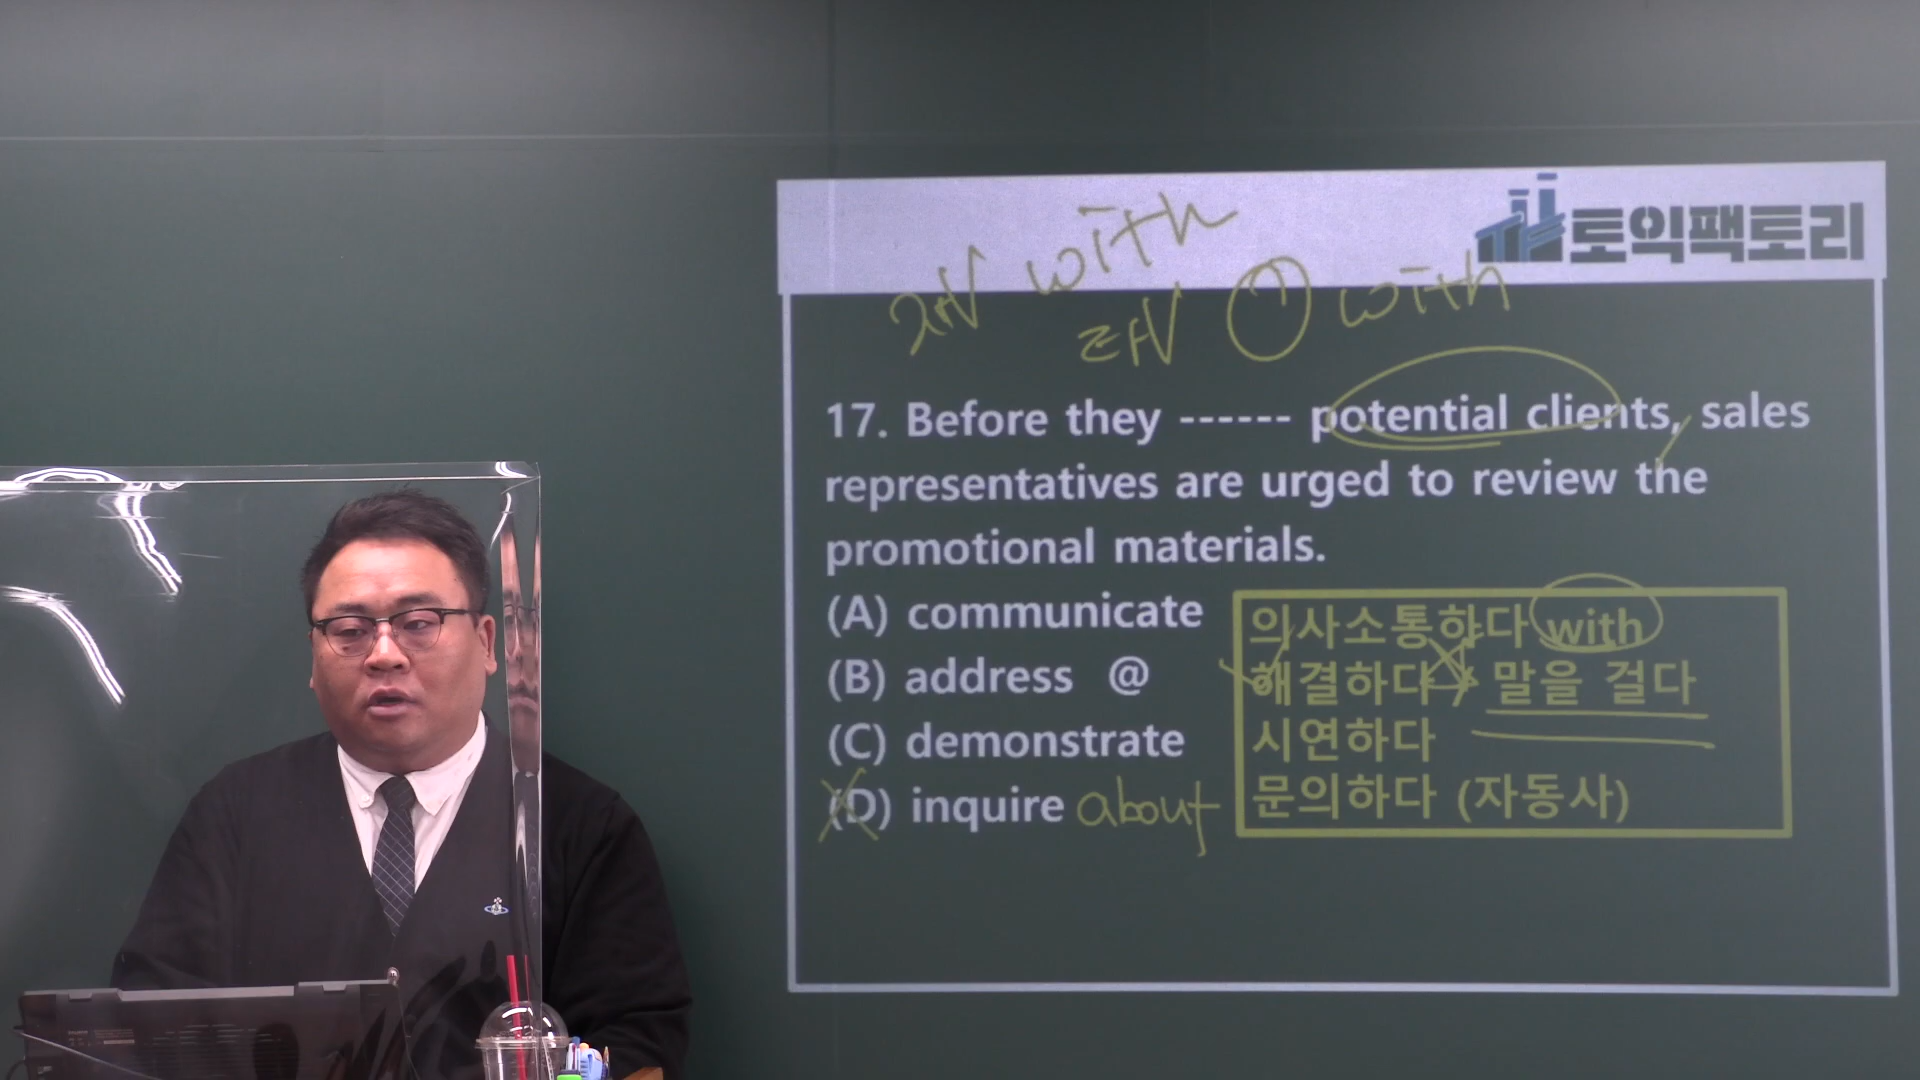 토익팩토리
자V with
타V ① with
17. Before they ------ potential clients, sales
representatives are urged to review the
promotional materials.
(A) communicate 의사소통하다 with
(B) address @ 해결하다, 말을 걸다
(C) demonstrate 시연하다
(D) inquire about 문의하다 (자동사)